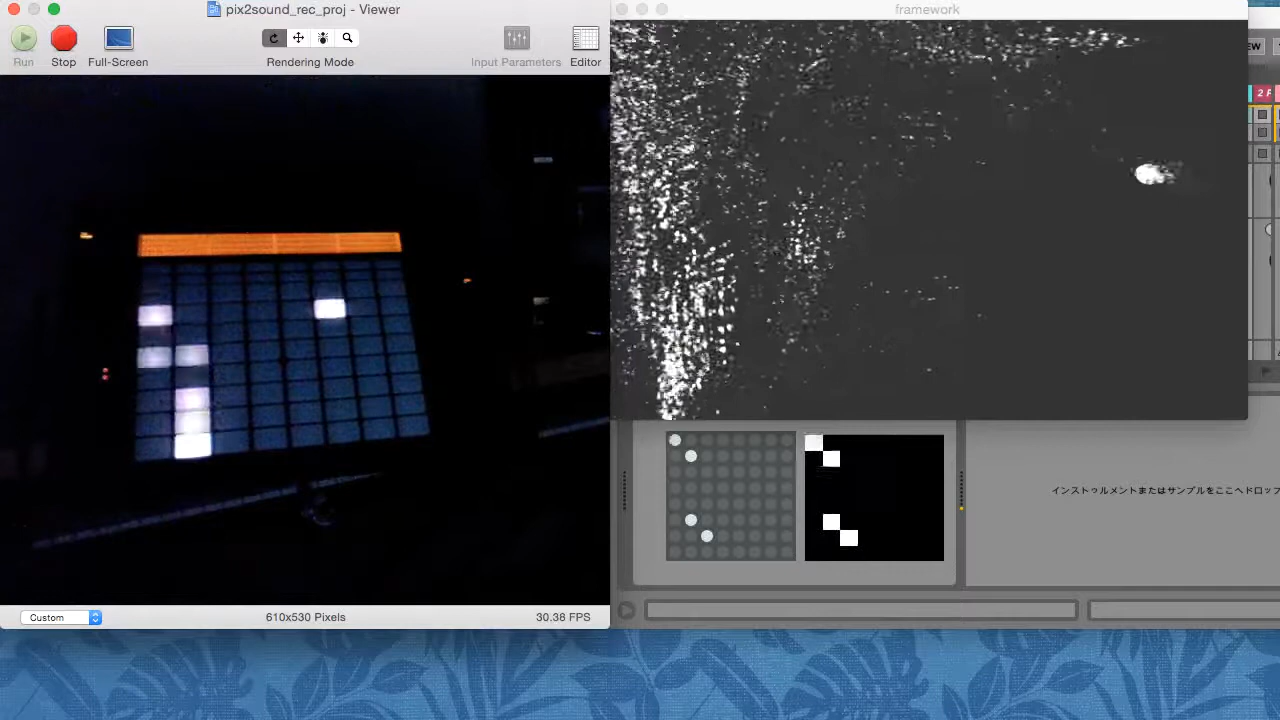 pix2sound_rec_proj - Viewer
framework
Run
Stop
Full-Screen
Rendering Mode
Input Parameters
Editor
EW
2 F
インストゥルメントまたはサンプルをここへドロップ
Custom
610x530 Pixels
30.38 FPS